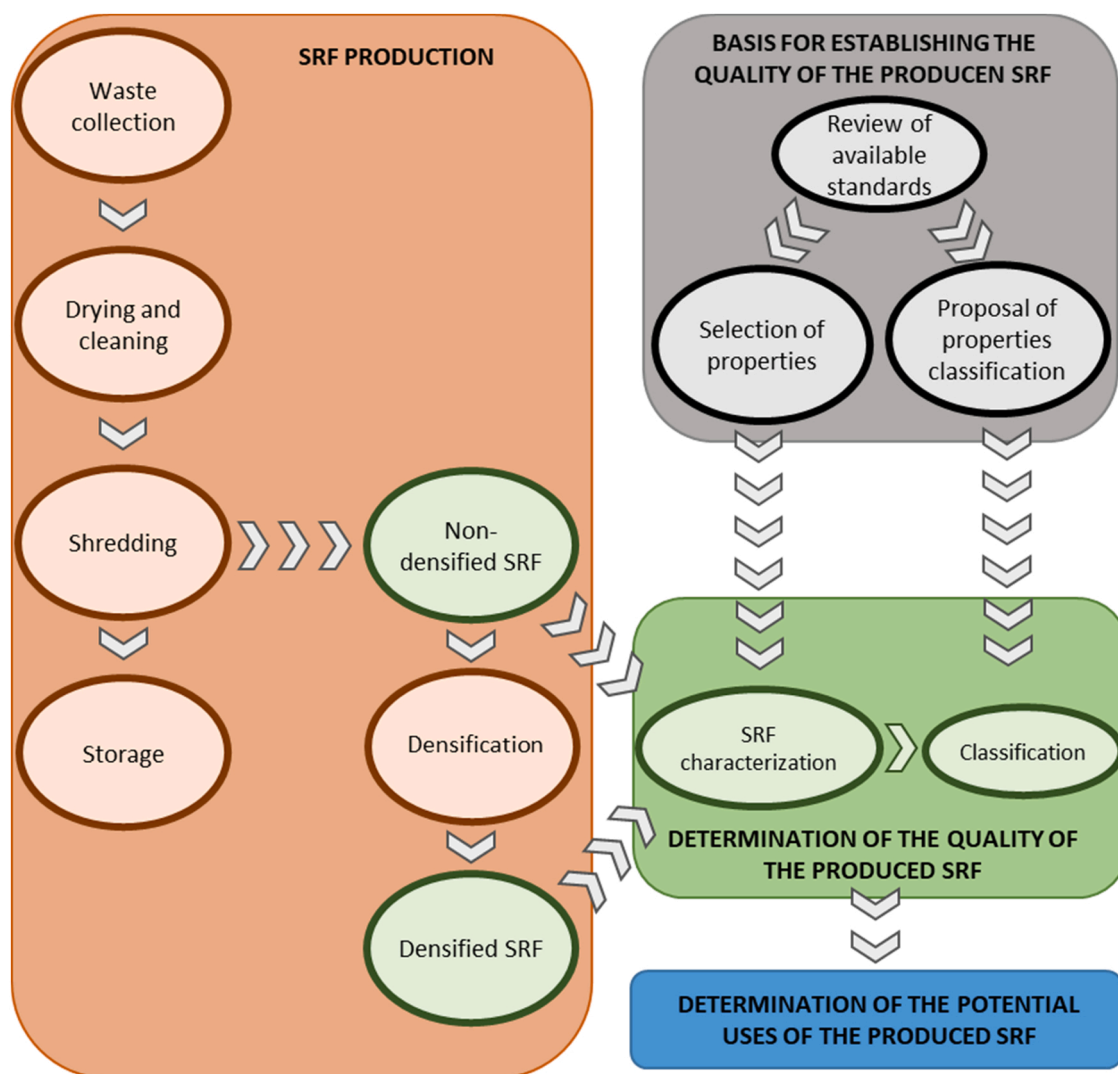 SRF PRODUCTION
Waste
collection
Drying and
cleaning
Shredding
Storage
Non-
densified SRF
Densification
Densified SRF
BASIS FOR ESTABLISHING THE
QUALITY OF THE PRODUCEN SRF
Review of
available
standards
Selection of
properties
Proposal of
properties
classification
SRF
characterization
Classification
DETERMINATION OF THE QUALITY OF
THE PRODUCED SRF
DETERMINATION OF THE POTENTIAL
USES OF THE PRODUCED SRF